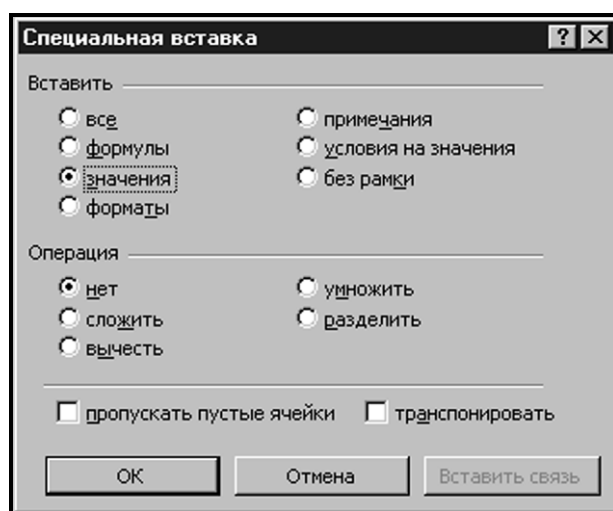 Специальная вставка
Вставить
все
примечания
формулы
условия на значения
значения
без рамки
форматы
Операция
нет
умножить
сложить
разделить
вычесть
пропускать пустые ячейки
транспонировать
ОК
Отмена
Вставить связь